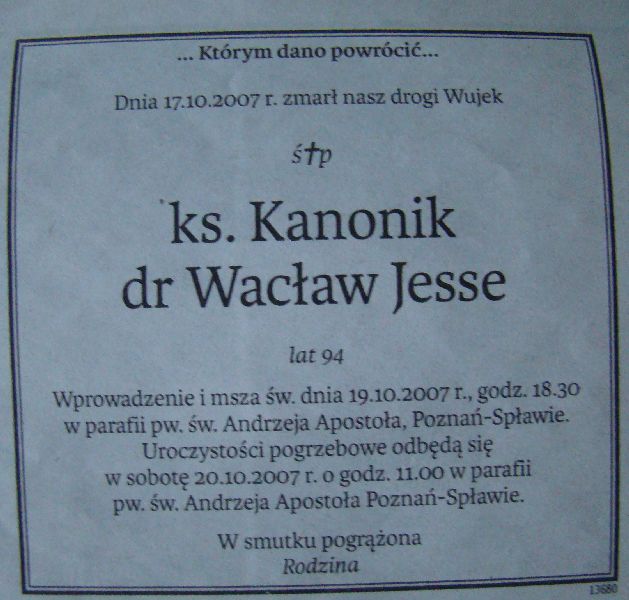 ... Którym dano powrócić...
Dnia 17.10.2007 r. zmarł nasz drogi Wujek
ś✝p
ks. Kanonik
dr Wacław Jesse
lat 94
Wprowadzenie i msza św. dnia 19.10.2007 r., godz. 18.30
w parafii pw. św. Andrzeja Apostoła, Poznań-Spławie.
Uroczystości pogrzebowe odbędą się
w sobotę 20.10.2007 r. o godz. 11.00 w parafii
pw. św. Andrzeja Apostoła Poznań-Spławie.
W smutku pogrążona
Rodzina
13680